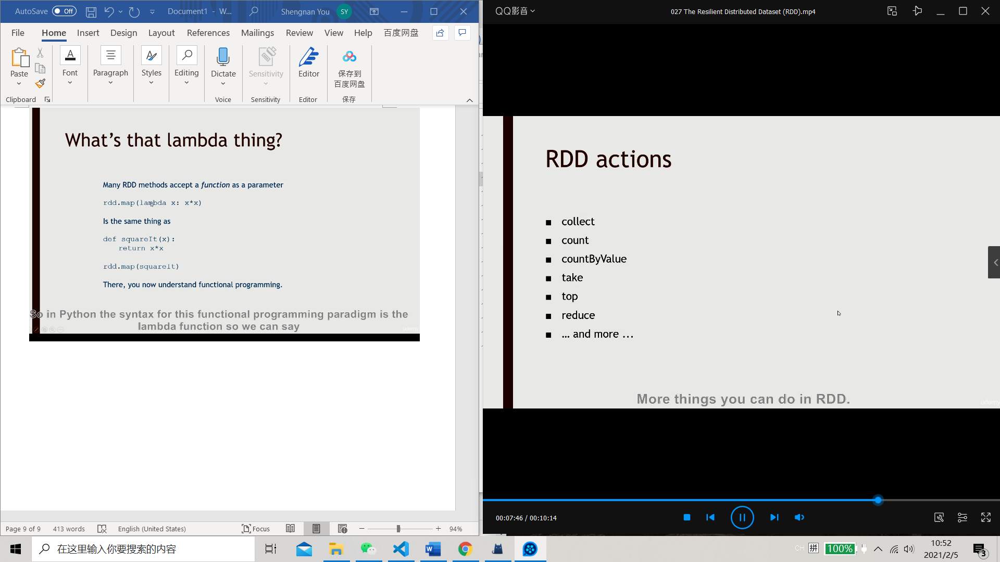 AutoSave Off Document1 - W... Shengnan You SY
File Home Insert Design Layout References Mailings Review View Help 百度网盘
Paste Font Paragraph Styles Editing Dictate Sensitivity Editor 保存到
百度网盘
Clipboard Voice Sensitivity Editor 保存
What's that lambda thing?
Many RDD methods accept a function as a parameter
rdd.map(lambda x: x*x)
Is the same thing as
def squareIt(x):
return x*x
rdd.map(squareIt)
There, you now understand functional programming.
So in Python the syntax for this functional programming paradigm is the
lambda function so we can say
Page 9 of 9 413 words English (United States) Focus 94%
QQ影音 027 The Resilient Distributed Dataset (RDD).mp4
RDD actions
collect
count
countByValue
take
top
reduce
... and more ...
More things you can do in RDD.
udemy
00:07:46 / 00:10:14
在这里输入你要搜索的内容
CH 拼 100% 10:52
2021/2/5
3